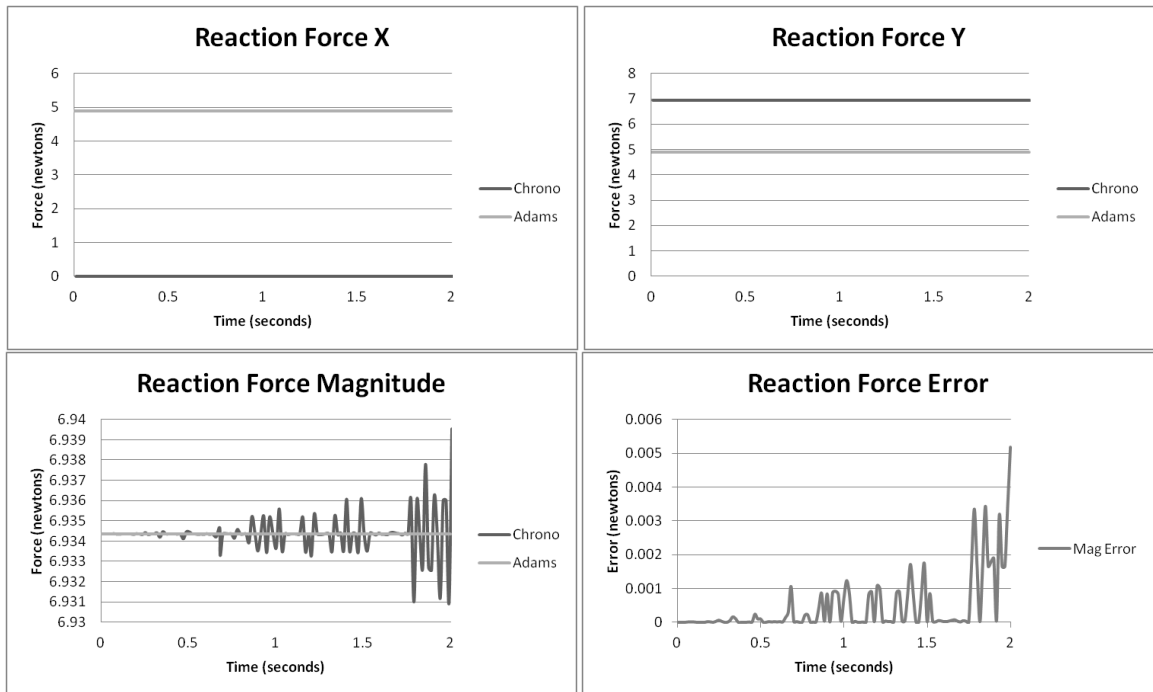 Reaction Force X
6
5
4
3
2
1
0
Force (newtons)
0 0.5 1 1.5 2
Time (seconds)
Chrono
Adams
Reaction Force Y
8
7
6
5
4
3
2
1
0
Force (newtons)
0 0.5 1 1.5 2
Time (seconds)
Chrono
Adams
Reaction Force Magnitude
6.94
6.939
6.938
6.937
6.936
6.935
6.934
6.933
6.932
6.931
6.93
Force (newtons)
0 0.5 1 1.5 2
Time (seconds)
Chrono
Adams
Reaction Force Error
0.006
0.005
0.004
0.003
0.002
0.001
0
Error (newtons)
0 0.5 1 1.5 2
Time (seconds)
Mag Error